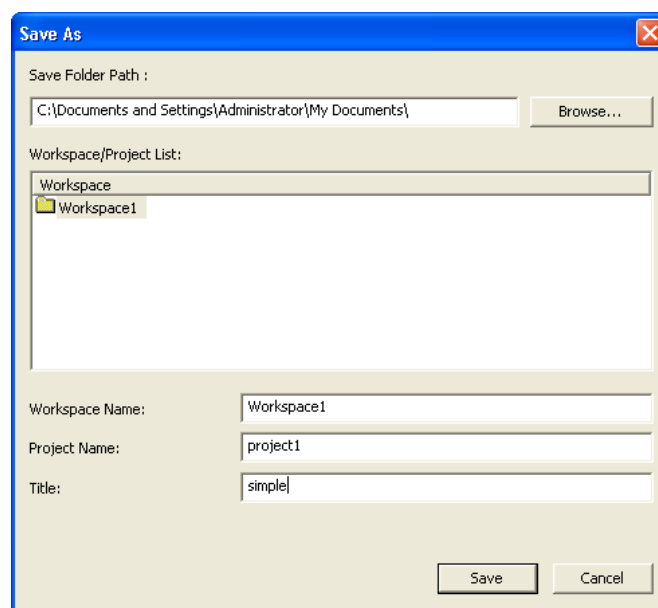 Save As
Save Folder Path :
C:\Documents and Settings\Administrator\My Documents\
Browse...
Workspace/Project List:
Workspace
Workspace1
Workspace Name:
Workspace1
Project Name:
project1
Title:
simple
Save
Cancel